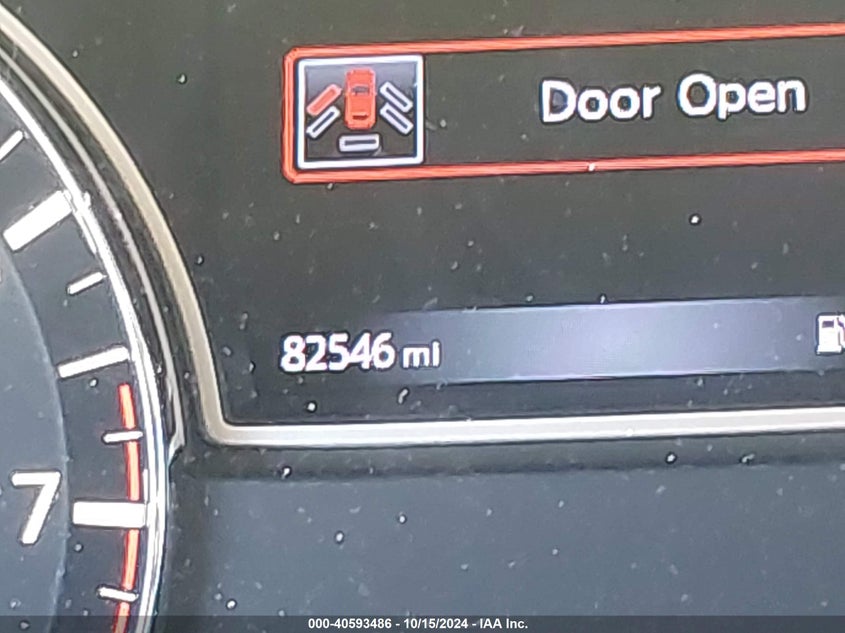 Door Open
82546 mi
7
000-40593486 - 10/15/2024 - IAA Inc.